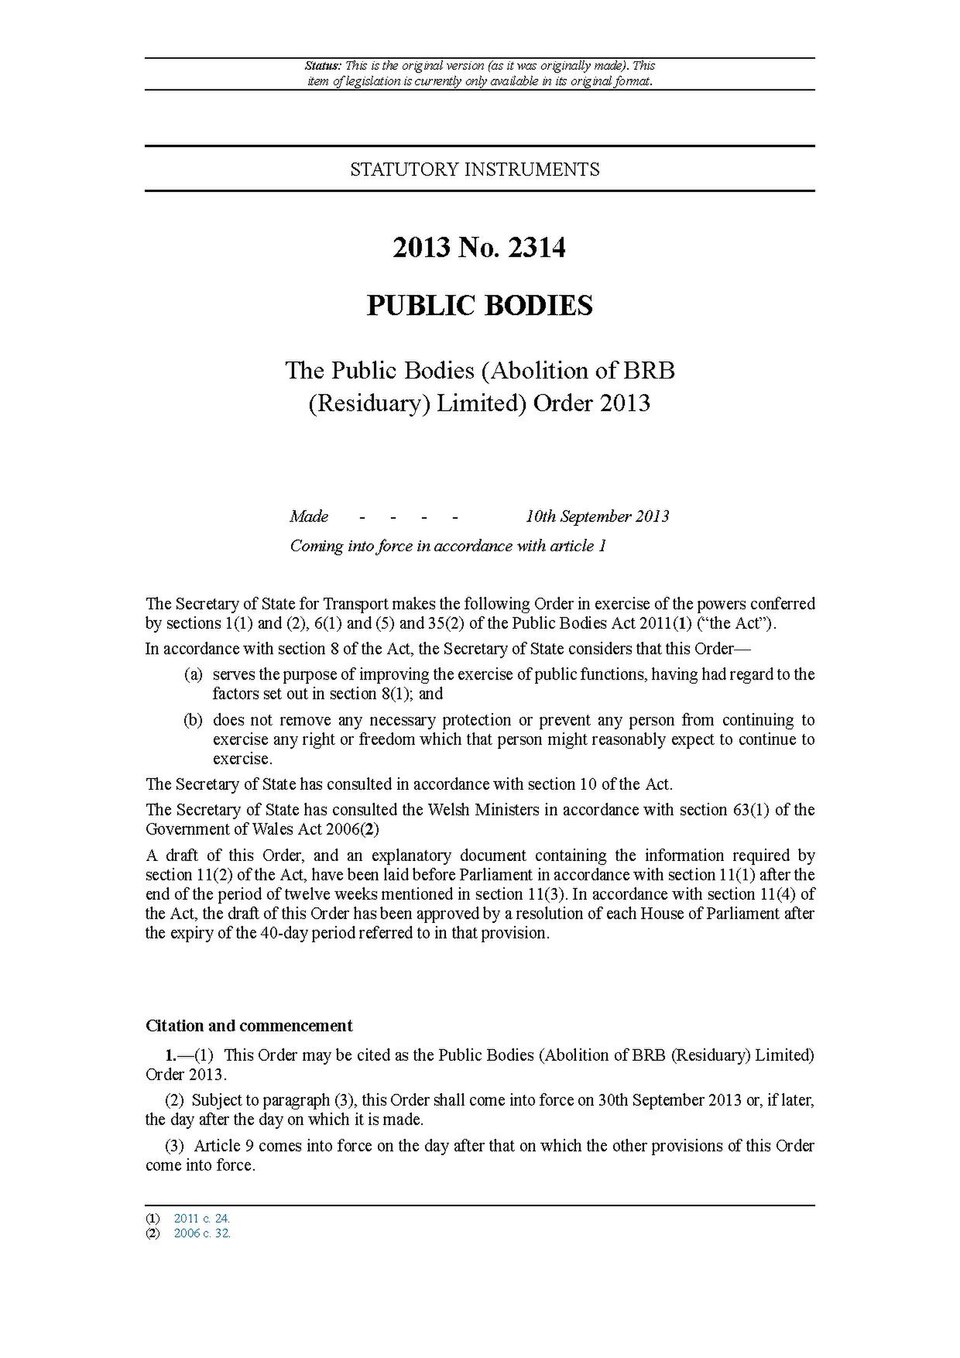 Status: This is the original version (as it was originally made). This
item of legislation is currently only available in its original format.
STATUTORY INSTRUMENTS
2013 No. 2314
PUBLIC BODIES
The Public Bodies (Abolition of BRB
(Residuary) Limited) Order 2013
Made - - - - 10th September 2013
Coming into force in accordance with article 1
The Secretary of State for Transport makes the following Order in exercise of the powers conferred
by sections 1(1) and (2), 6(1) and (5) and 35(2) of the Public Bodies Act 2011(1) (“the Act”).
In accordance with section 8 of the Act, the Secretary of State considers that this Order—
(a) serves the purpose of improving the exercise of public functions, having had regard to the
factors set out in section 8(1); and
(b) does not remove any necessary protection or prevent any person from continuing to
exercise any right or freedom which that person might reasonably expect to continue to
exercise.
The Secretary of State has consulted in accordance with section 10 of the Act.
The Secretary of State has consulted the Welsh Ministers in accordance with section 63(1) of the
Government of Wales Act 2006(2)
A draft of this Order, and an explanatory document containing the information required by
section 11(2) of the Act, have been laid before Parliament in accordance with section 11(1) after the
end of the period of twelve weeks mentioned in section 11(3). In accordance with section 11(4) of
the Act, the draft of this Order has been approved by a resolution of each House of Parliament after
the expiry of the 40-day period referred to in that provision.
Citation and commencement
1.—(1) This Order may be cited as the Public Bodies (Abolition of BRB (Residuary) Limited)
Order 2013.
(2) Subject to paragraph (3), this Order shall come into force on 30th September 2013 or, if later,
the day after the day on which it is made.
(3) Article 9 comes into force on the day after that on which the other provisions of this Order
come into force.
(1) 2011 c. 24.
(2) 2006 c. 32.